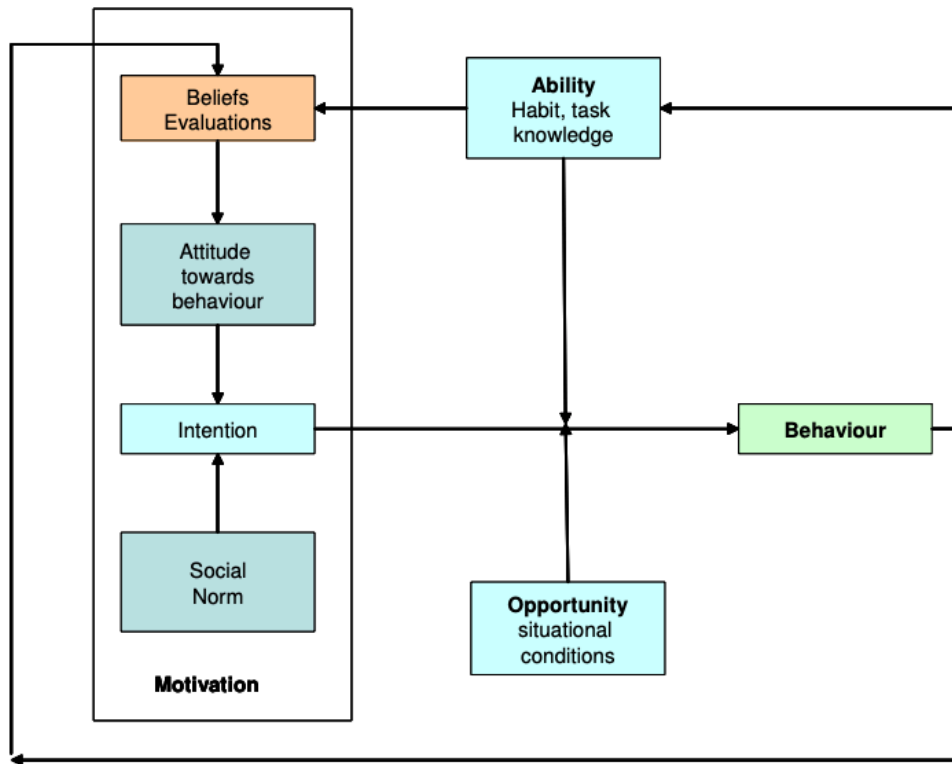 Beliefs
Evaluations
Ability
Habit, task
knowledge
Attitude
towards
behaviour
Intention
Behaviour
Social
Norm
Opportunity
situational
conditions
Motivation